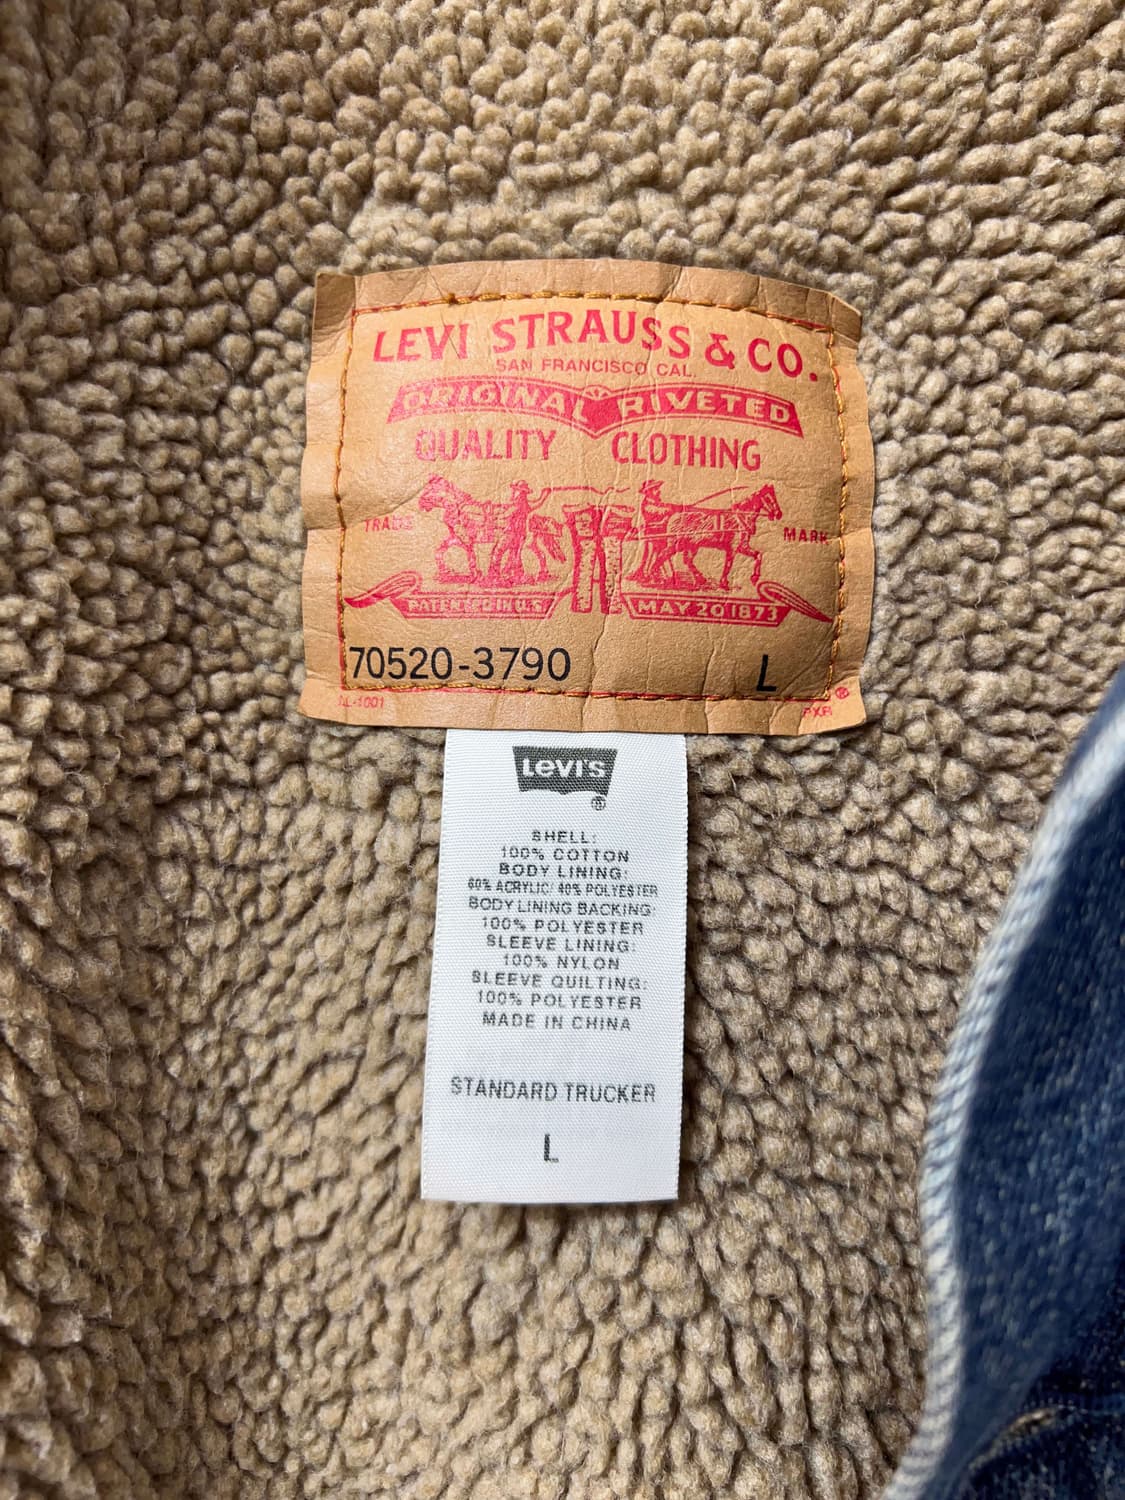 LEVI STRAUSS & CO.
SAN FRANCISCO CAL.
ORIGINAL RIVETED
QUALITY CLOTHING
TRADE MARK
PATENTED IN U.S. MAY 20 1873
70520-3790 L
®
LEVI'S
®
SHELL:
100% COTTON
BODY LINING:
60% ACRYLIC/ 40% POLYESTER
BODY LINING BACKING:
100% POLYESTER
SLEEVE LINING:
100% NYLON
SLEEVE QUILTING:
100% POLYESTER
MADE IN CHINA
STANDARD TRUCKER
L